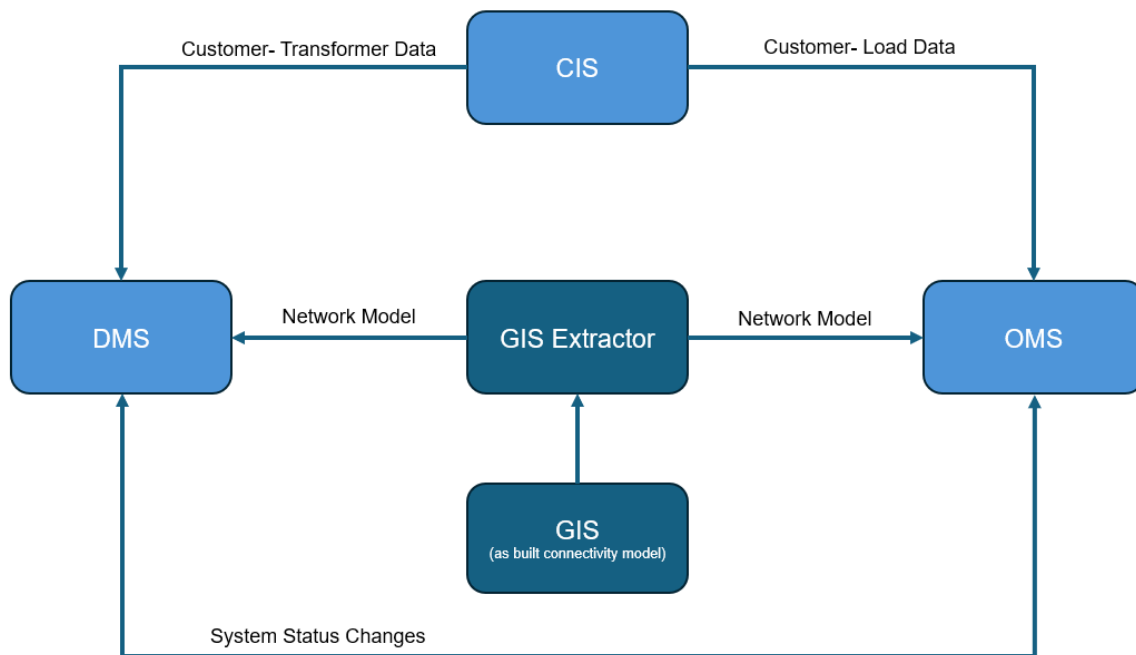 Customer- Transformer Data
Customer- Load Data
CIS
Network Model
Network Model
DMS
GIS Extractor
OMS
GIS
(as built connectivity model)
System Status Changes